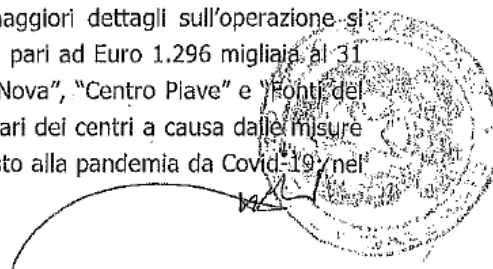 aggiori dettagli sull'operazione si
pari ad Euro 1.296 migliaia al 31
Nova", "Centro Piave" e "Fonti del
ari dei centri a causa dalle misure
sto alla pandemia da Covid-19, nel